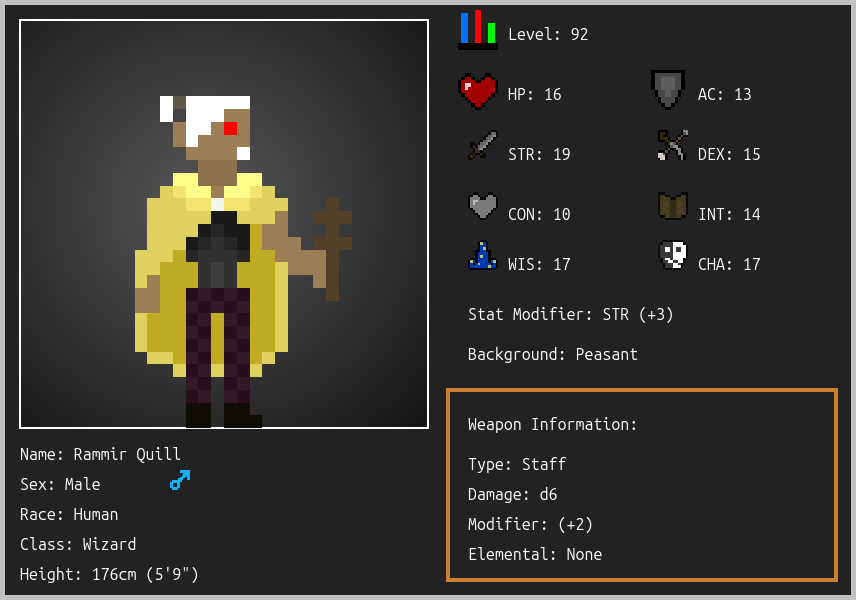 Level: 92
HP: 16
AC: 13
STR: 19
DEX: 15
CON: 10
INT: 14
WIS: 17
CHA: 17
Stat Modifier: STR (+3)
Background: Peasant
Weapon Information:
Type: Staff
Damage: d6
Modifier: (+2)
Elemental: None
Name: Rammir Quill
Sex: Male
Race: Human
Class: Wizard
Height: 176cm (5'9")